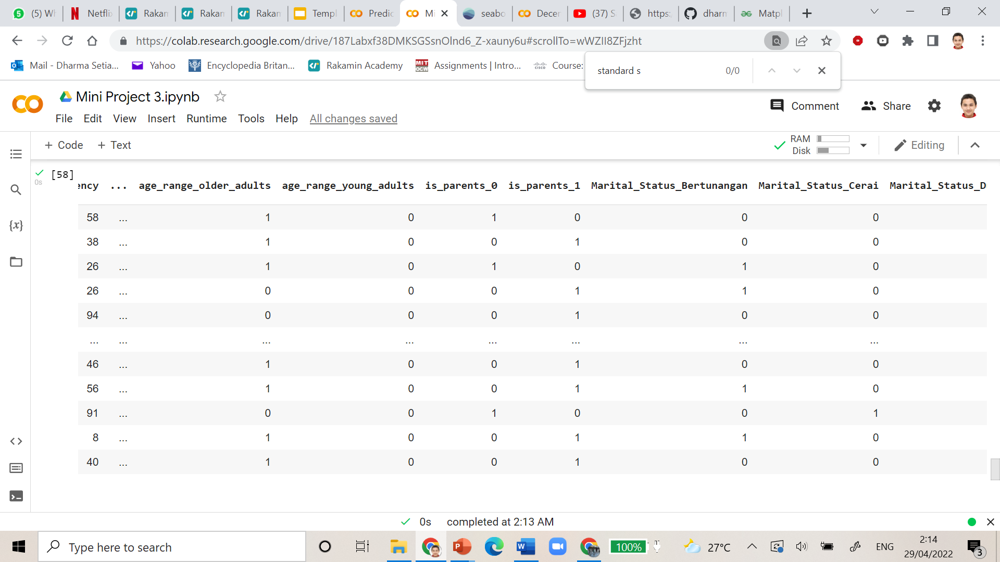 (5) Wh Netflix Rakam Rakam Rakam Templ Predic Mi seabo Decer (37) S https: dharm Matpl
https://colab.research.google.com/drive/187Labxf38DMKSGSsnOlnd6_Z-xauny6u#scrollTo=wWZII8ZFjzht
Mail - Dharma Setia... Yahoo Encyclopedia Britan... Rakamin Academy MIT OCW Assignments | Intro... cisco Course:
standard s 0/0
Mini Project 3.ipynb
Comment Share
File Edit View Insert Runtime Tools Help All changes saved
+ Code + Text
RAM
Disk
Editing
[58]
0s
ency ... age_range_older_adults age_range_young_adults is_parents_0 is_parents_1 Marital_Status_Bertunangan Marital_Status_Cerai Marital_Status_D
58 ... 1 0 1 0 0 0
38 ... 1 0 0 1 0 0
26 ... 1 0 1 0 1 0
26 ... 0 0 0 1 1 0
94 ... 0 0 0 1 0 0
... ... ... ... ... ... ... ...
46 ... 1 0 0 1 0 0
56 ... 1 0 0 1 1 0
91 ... 0 0 1 0 0 1
8 ... 1 0 0 1 1 0
40 ... 1 0 0 1 0 0
0s completed at 2:13 AM
Type here to search
100%
27°C
ENG
2:14
29/04/2022
3